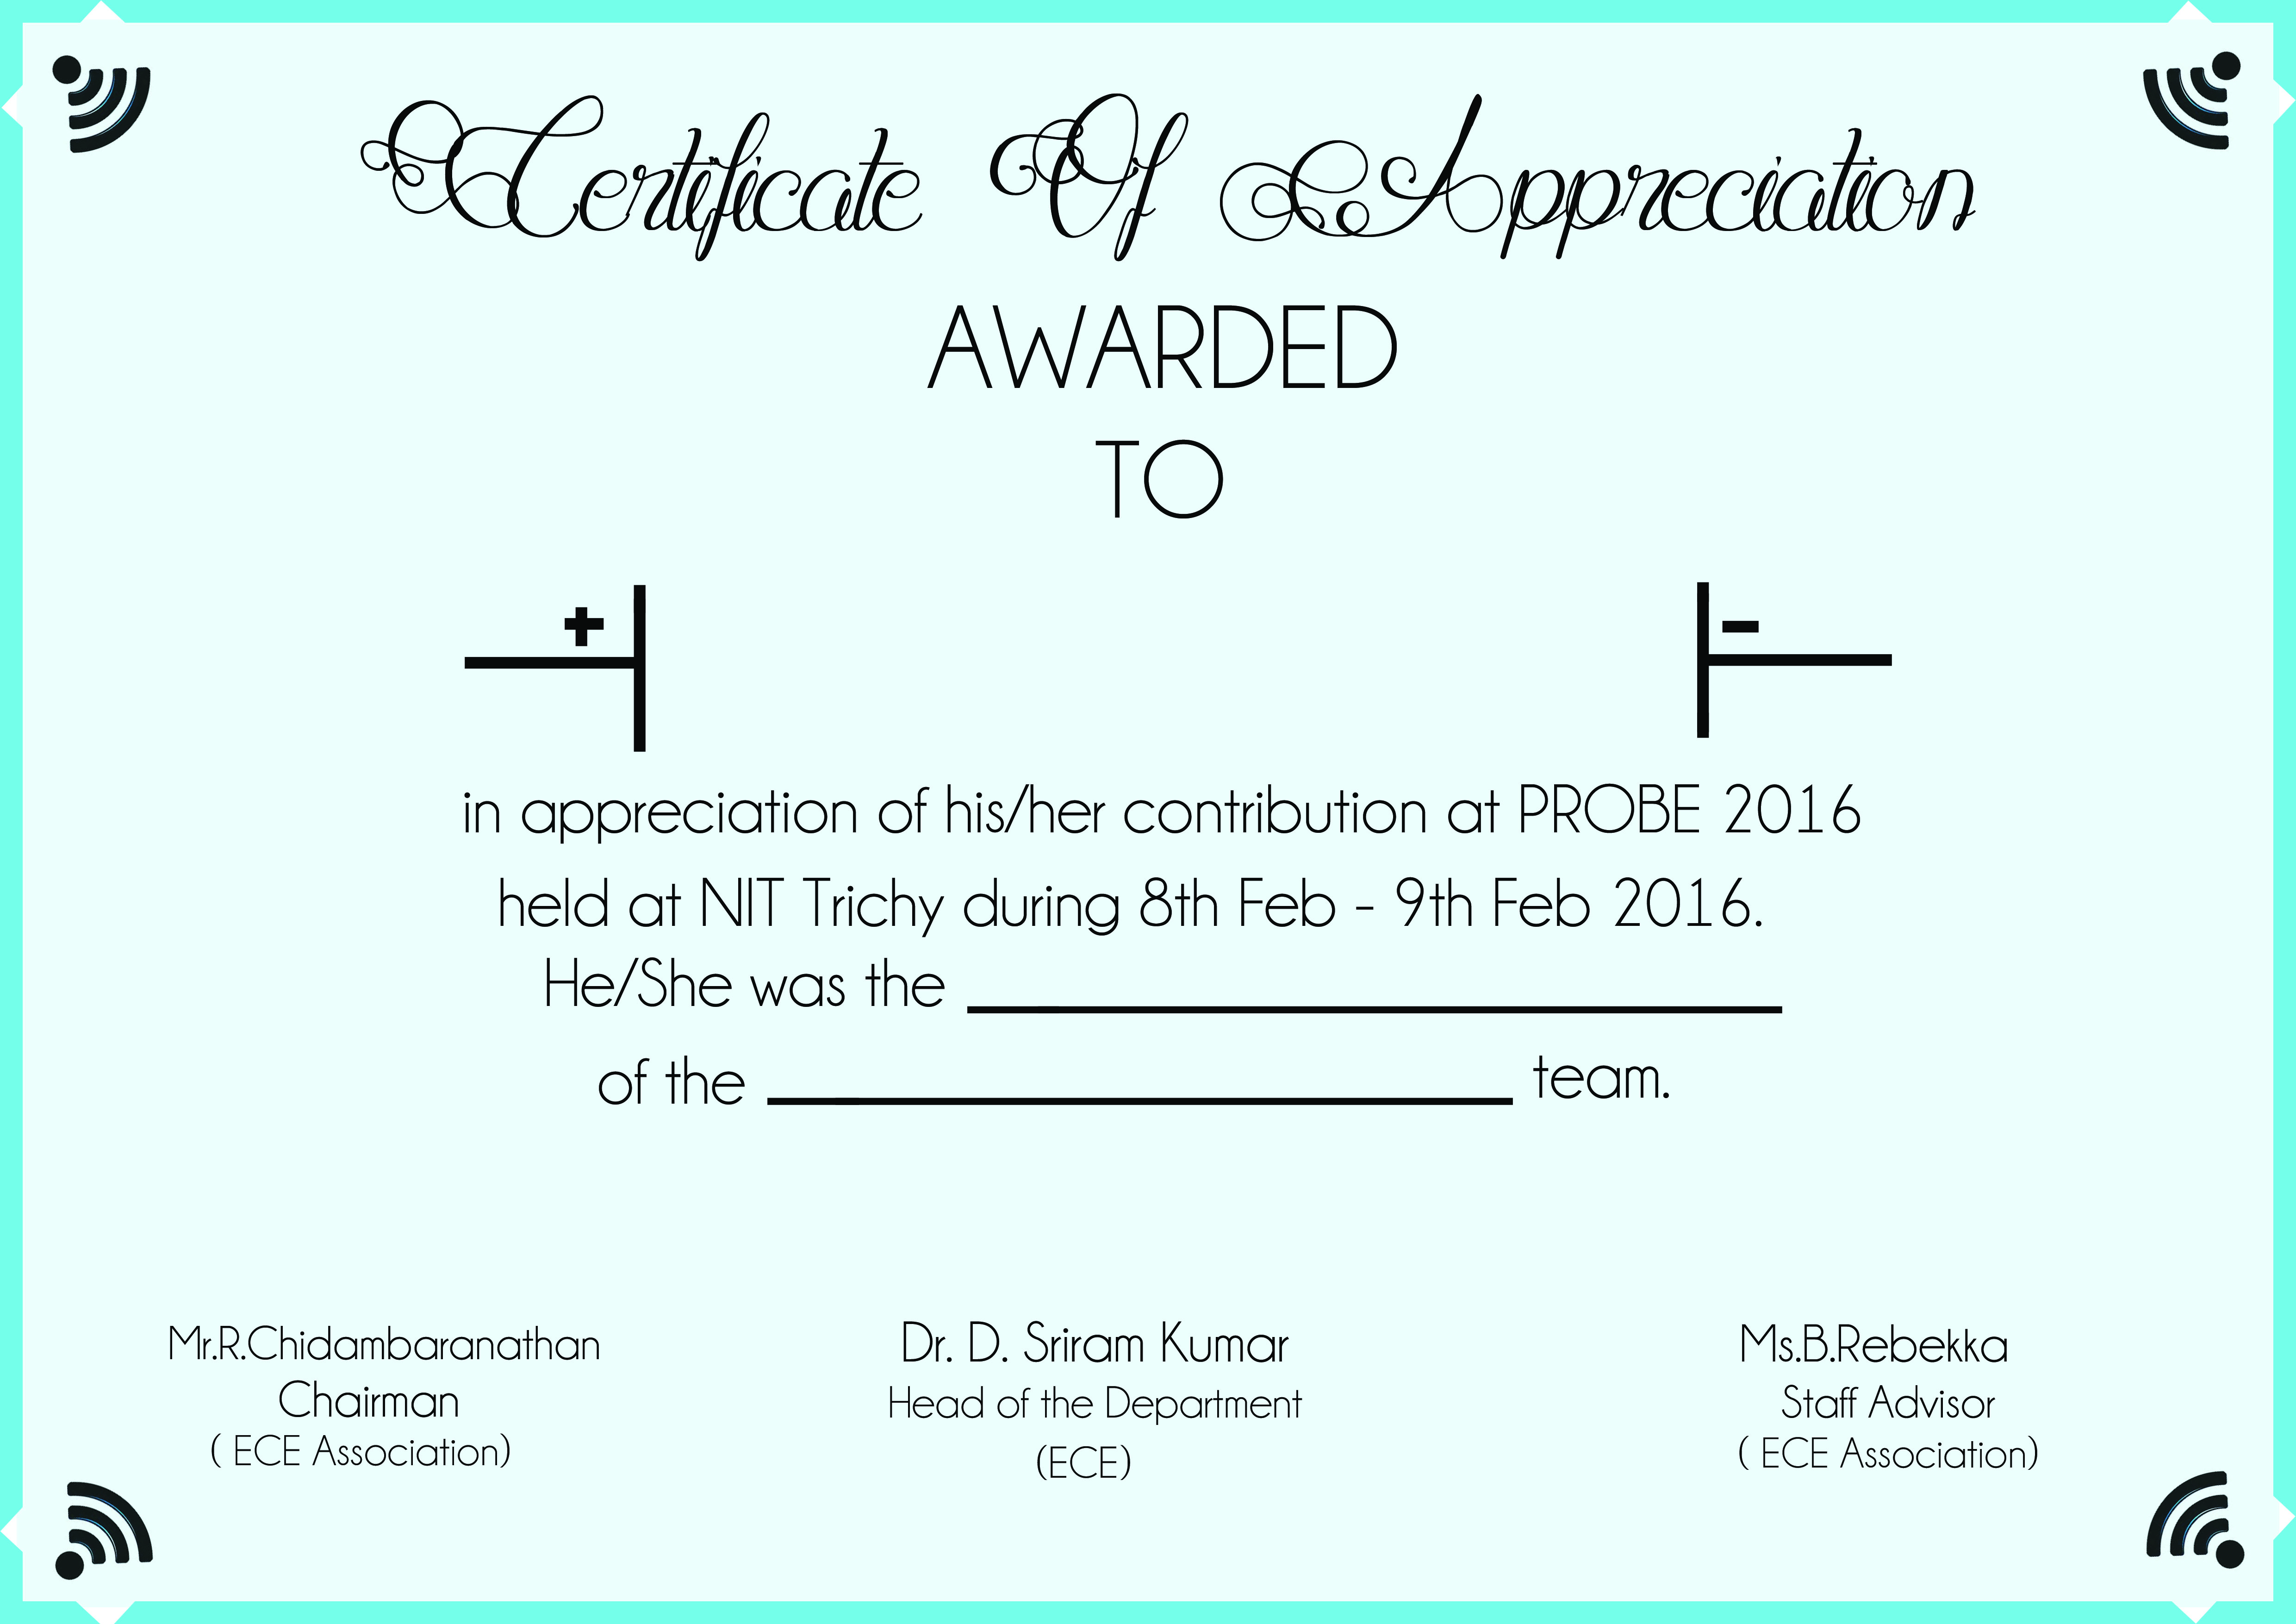 Certificate Of Appreciation
AWARDED
TO
+ -
in appreciation of his/her contribution at PROBE 2016
held at NIT Trichy during 8th Feb - 9th Feb 2016.
He/She was the
of the team.
Mr.R.Chidambaranathan
Chairman
( ECE Association)
Dr. D. Sriram Kumar
Head of the Department
(ECE)
Ms.B.Rebekka
Staff Advisor
( ECE Association)